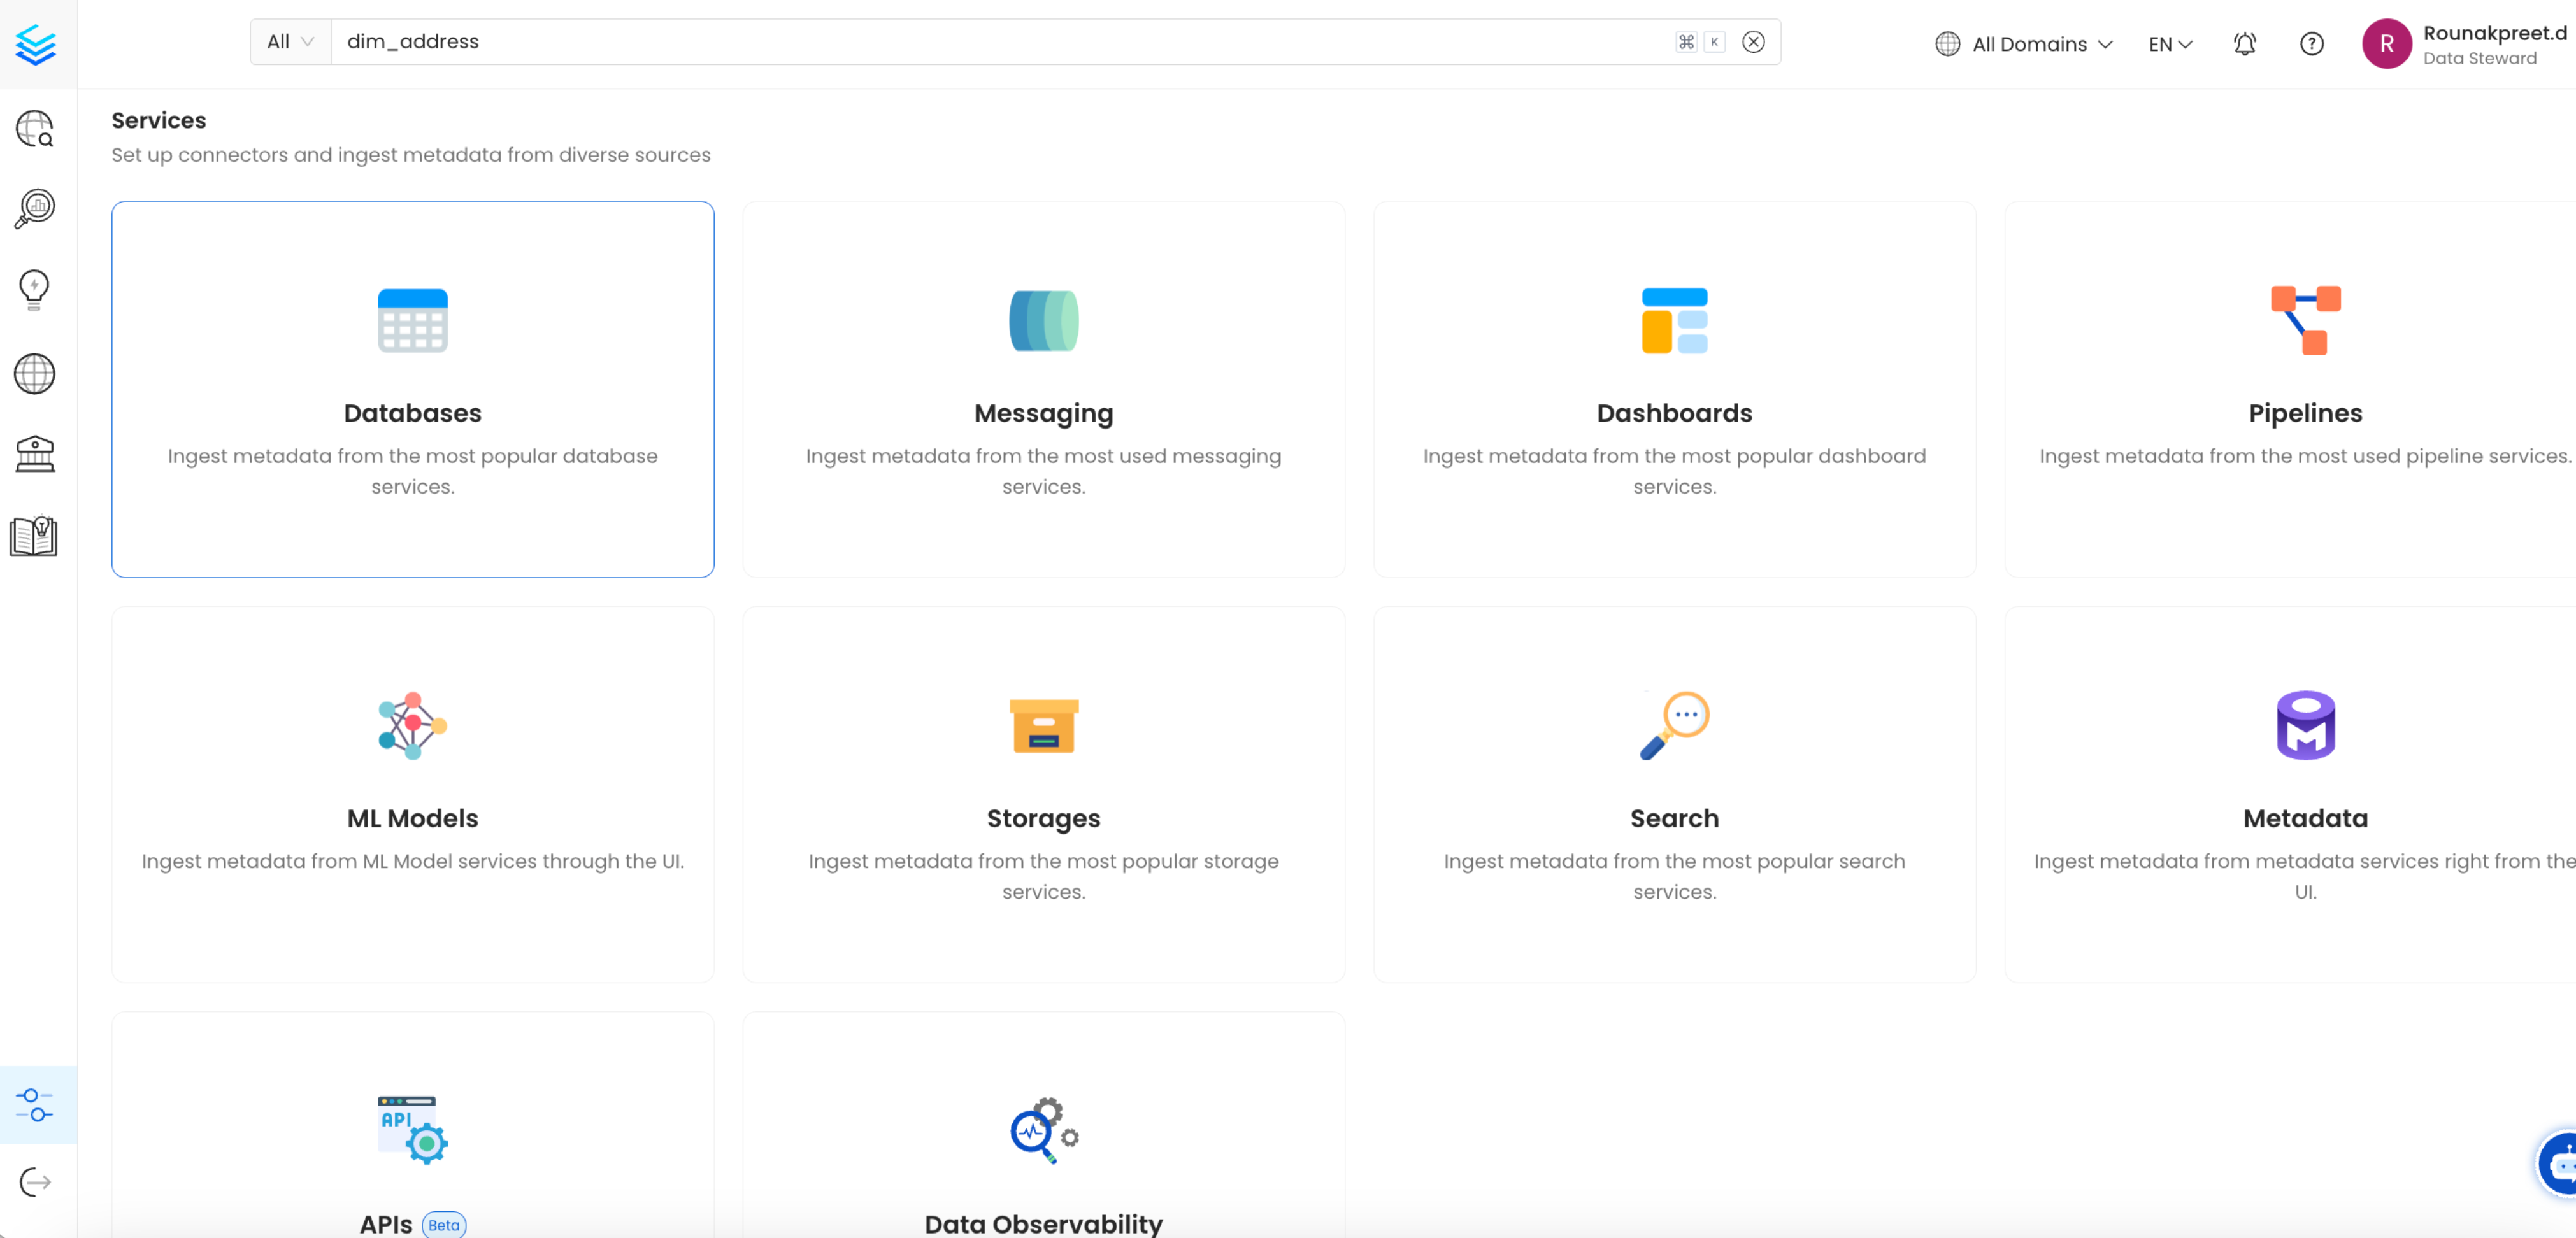 All dim_address ⌘ K All Domains EN R Rounakpreet.d
Data Steward
Services
Set up connectors and ingest metadata from diverse sources
Databases
Ingest metadata from the most popular database
services.
Messaging
Ingest metadata from the most used messaging
services.
Dashboards
Ingest metadata from the most popular dashboard
services.
Pipelines
Ingest metadata from the most used pipeline services.
ML Models
Ingest metadata from ML Model services through the UI.
Storages
Ingest metadata from the most popular storage
services.
Search
Ingest metadata from the most popular search
services.
M
Metadata
Ingest metadata from metadata services right from the
UI.
API
APIs Beta
Data Observability